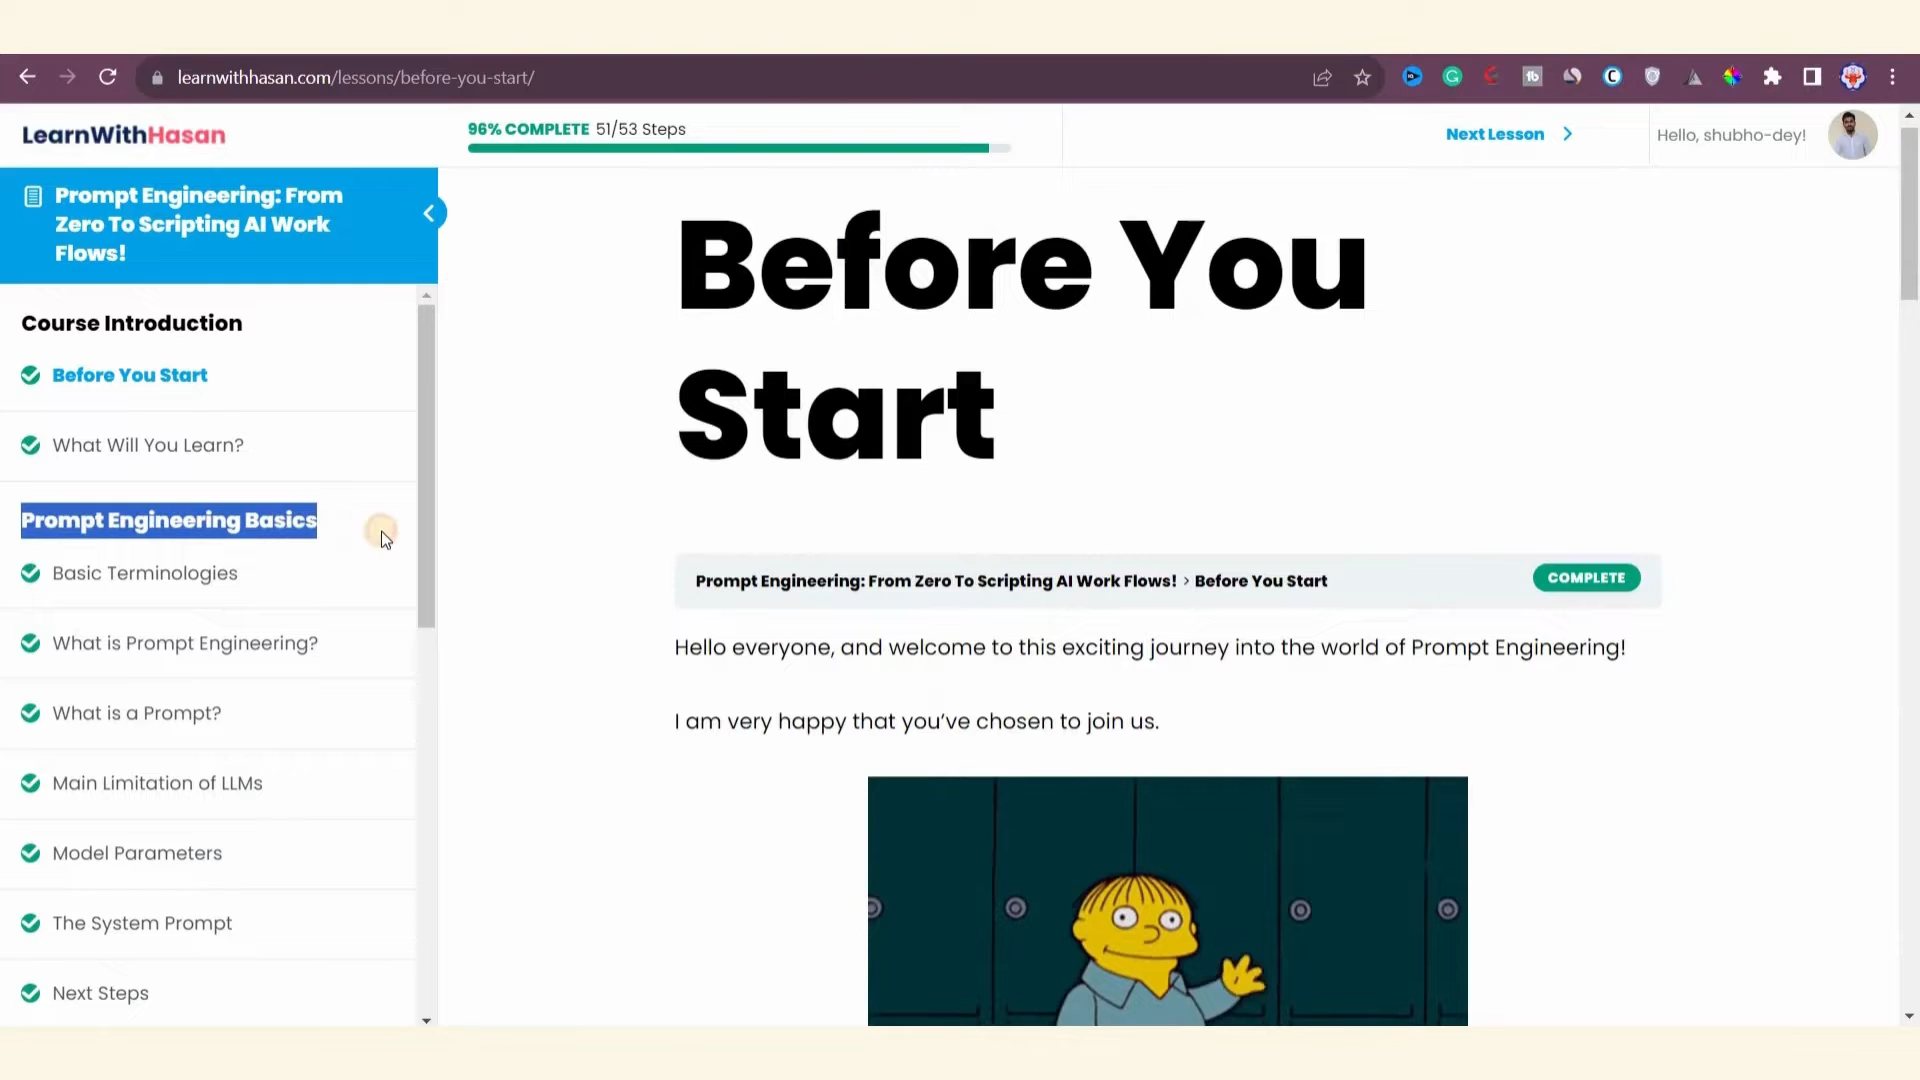 learnwithhasan.com/lessons/before-you-start/
LearnWithHasan
96% COMPLETE 51/53 Steps
Next Lesson
Hello, shubho-dey!
Prompt Engineering: From
Zero To Scripting AI Work
Flows!
Course Introduction
Before You Start
What Will You Learn?
Prompt Engineering Basics
Basic Terminologies
What is Prompt Engineering?
What is a Prompt?
Main Limitation of LLMs
Model Parameters
The System Prompt
Next Steps
Before You
Start
Prompt Engineering: From Zero To Scripting AI Work Flows! > Before You Start
COMPLETE
Hello everyone, and welcome to this exciting journey into the world of Prompt Engineering!
I am very happy that you’ve chosen to join us.